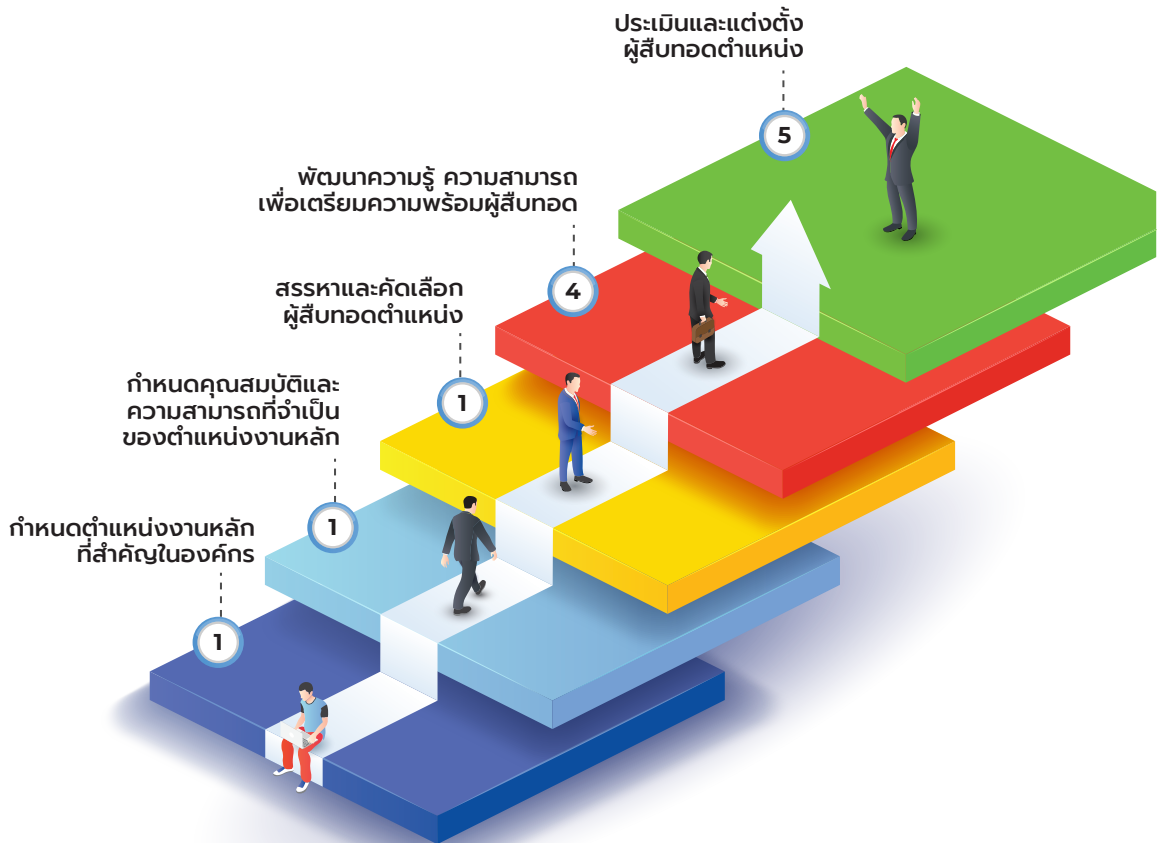 ประเมินและแต่งตั้ง
ผู้สืบทอดตำแหน่ง
5
พัฒนาความรู้ ความสามารถ
เพื่อเตรียมความพร้อมผู้สืบทอด
4
สรรหาและคัดเลือก
ผู้สืบทอดตำแหน่ง
1
กำหนดคุณสมบัติและ
ความสามารถที่จำเป็น
ของตำแหน่งงานหลัก
1
กำหนดตำแหน่งงานหลัก
ที่สำคัญในองค์กร
1